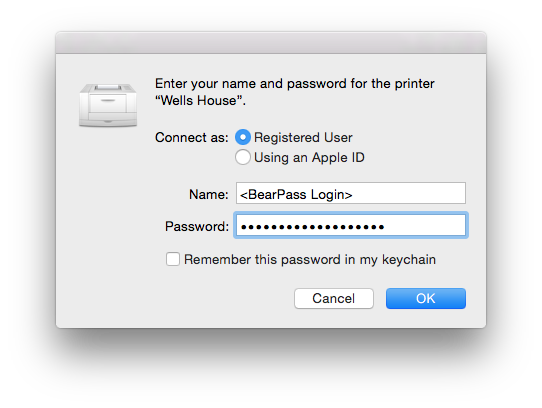 Enter your name and password for the printer
“Wells House”.
Connect as: Registered User
Using an Apple ID
Name: <BearPass Login>
Password: •••••••••••••••••••
Remember this password in my keychain
Cancel OK